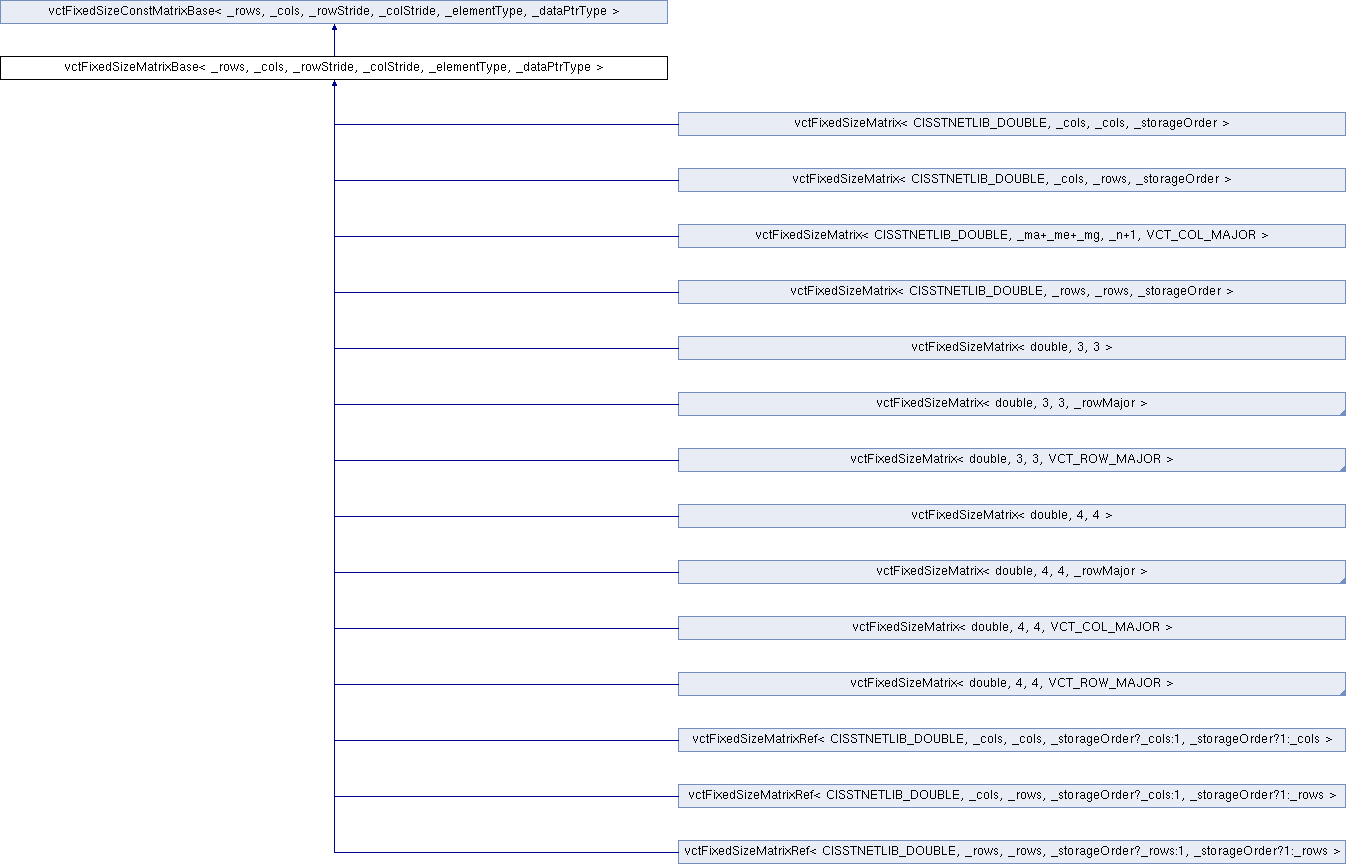 vctFixedSizeConstMatrixBase< _rows, _cols, _rowStride, _colStride, _elementType, _dataPtrType >
vctFixedSizeMatrixBase< _rows, _cols, _rowStride, _colStride, _elementType, _dataPtrType >
vctFixedSizeMatrix< CISSTNETLIB_DOUBLE, _cols, _cols, _storageOrder >
vctFixedSizeMatrix< CISSTNETLIB_DOUBLE, _cols, _rows, _storageOrder >
vctFixedSizeMatrix< CISSTNETLIB_DOUBLE, _ma+_me+_mg, _n+1, VCT_COL_MAJOR >
vctFixedSizeMatrix< CISSTNETLIB_DOUBLE, _rows, _rows, _storageOrder >
vctFixedSizeMatrix< double, 3, 3 >
vctFixedSizeMatrix< double, 3, 3, _rowMajor >
vctFixedSizeMatrix< double, 3, 3, VCT_ROW_MAJOR >
vctFixedSizeMatrix< double, 4, 4 >
vctFixedSizeMatrix< double, 4, 4, _rowMajor >
vctFixedSizeMatrix< double, 4, 4, VCT_COL_MAJOR >
vctFixedSizeMatrix< double, 4, 4, VCT_ROW_MAJOR >
vctFixedSizeMatrixRef< CISSTNETLIB_DOUBLE, _cols, _cols, _storageOrder?_cols:1, _storageOrder?1:_cols >
vctFixedSizeMatrixRef< CISSTNETLIB_DOUBLE, _cols, _rows, _storageOrder?_cols:1, _storageOrder?1:_rows >
vctFixedSizeMatrixRef< CISSTNETLIB_DOUBLE, _rows, _rows, _storageOrder?_rows:1, _storageOrder?1:_rows >